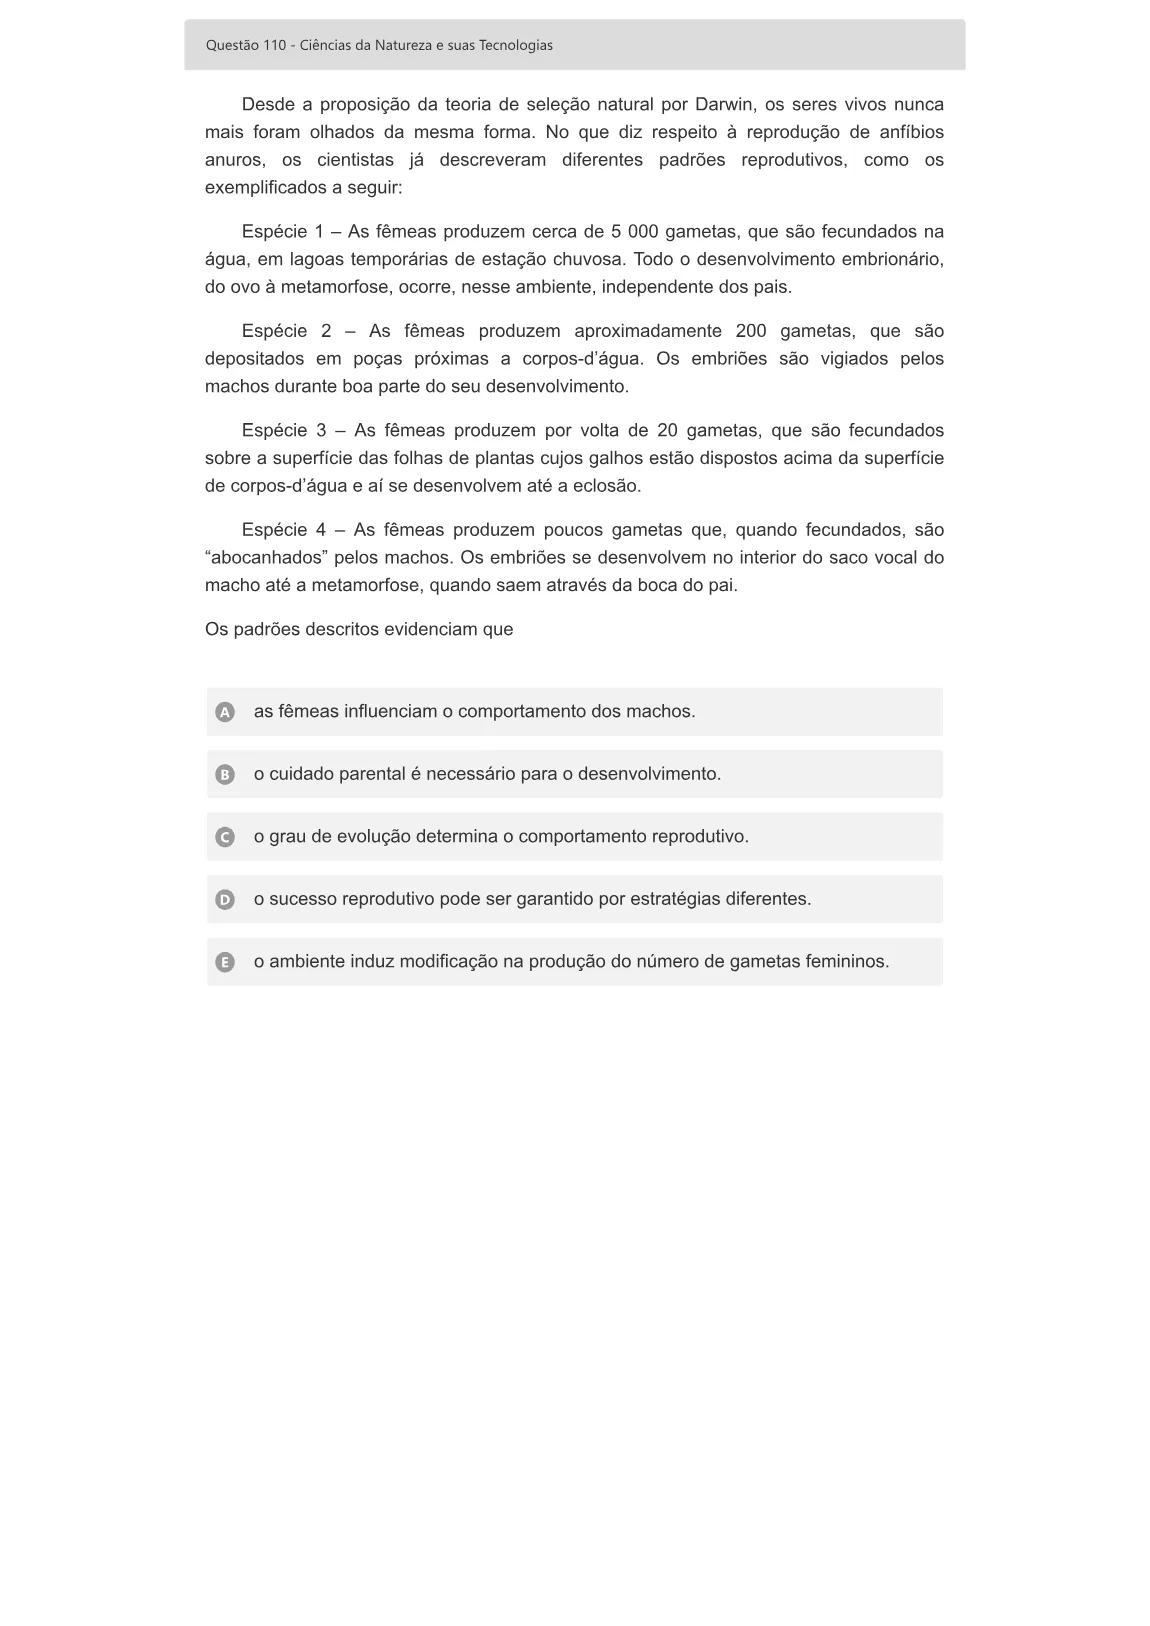 Questão 110 - Ciências da Natureza e suas Tecnologias
Desde a proposição da teoria de seleção natural por Darwin, os seres vivos nunca
mais foram olhados da mesma forma. No que diz respeito à reprodução de anfíbios
anuros, os cientistas já descreveram diferentes padrões reprodutivos, como os
exemplificados a seguir:
Espécie 1 – As fêmeas produzem cerca de 5 000 gametas, que são fecundados na
água, em lagoas temporárias de estação chuvosa. Todo o desenvolvimento embrionário,
do ovo à metamorfose, ocorre, nesse ambiente, independente dos pais.
Espécie 2 – As fêmeas produzem aproximadamente 200 gametas, que são
depositados em poças próximas a corpos-d’água. Os embriões são vigiados pelos
machos durante boa parte do seu desenvolvimento.
Espécie 3 – As fêmeas produzem por volta de 20 gametas, que são fecundados
sobre a superfície das folhas de plantas cujos galhos estão dispostos acima da superfície
de corpos-d’água e aí se desenvolvem até a eclosão.
Espécie 4 – As fêmeas produzem poucos gametas que, quando fecundados, são
“abocanhados” pelos machos. Os embriões se desenvolvem no interior do saco vocal do
macho até a metamorfose, quando saem através da boca do pai.
Os padrões descritos evidenciam que
A as fêmeas influenciam o comportamento dos machos.
B o cuidado parental é necessário para o desenvolvimento.
C o grau de evolução determina o comportamento reprodutivo.
D o sucesso reprodutivo pode ser garantido por estratégias diferentes.
E o ambiente induz modificação na produção do número de gametas femininos.